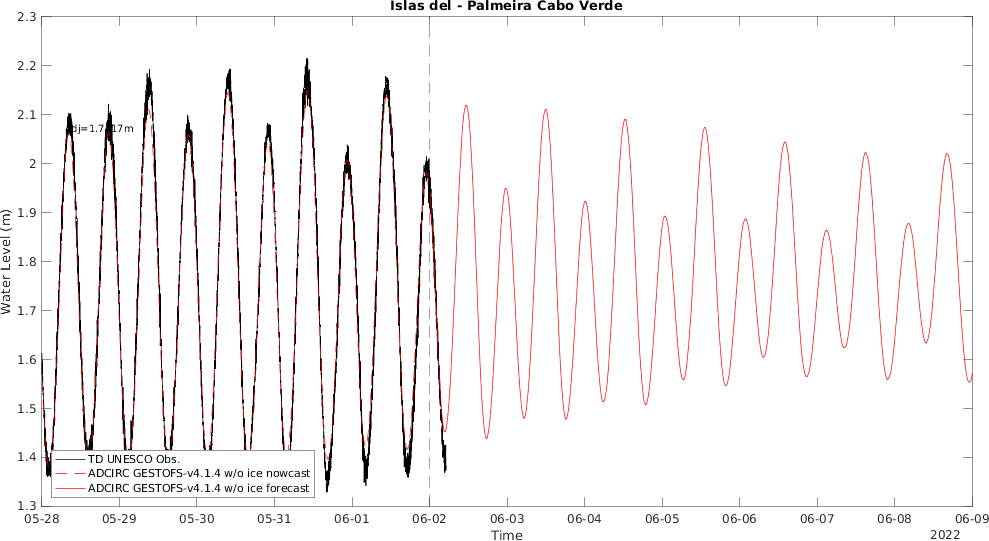 Islas del - Palmeira Cabo Verde
2.3
2.2
2.1
2
1.9
1.8
1.7
1.6
1.5
1.4
1.3
Water Level (m)
TD UNESCO Obs.
ADCIRC GESTOFS-v4.1.4 w/o ice nowcast
ADCIRC GESTOFS-v4.1.4 w/o ice forecast
05-28 05-29 05-30 05-31 06-01 06-02 06-03 06-04 06-05 06-06 06-07 06-08 06-09
Time
2022